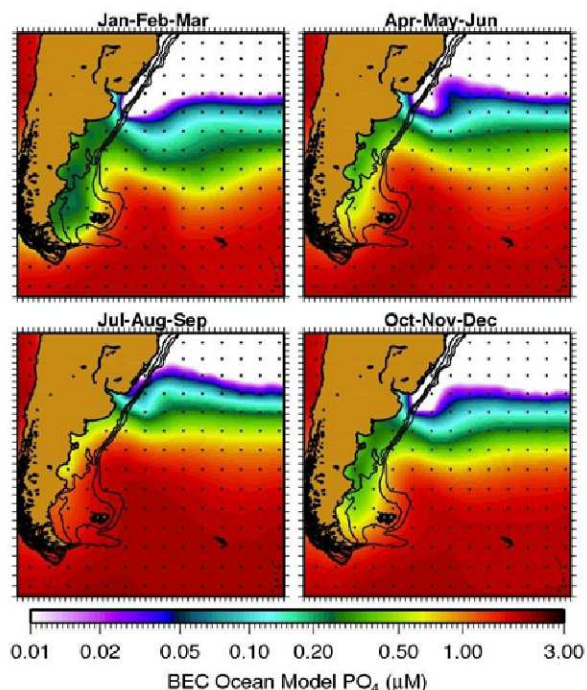 Jan-Feb-Mar
Apr-May-Jun
Jul-Aug-Sep
Oct-Nov-Dec
0.01 0.02 0.05 0.10 0.20 0.50 1.00 3.00
BEC Ocean Model PO₄ (µM)